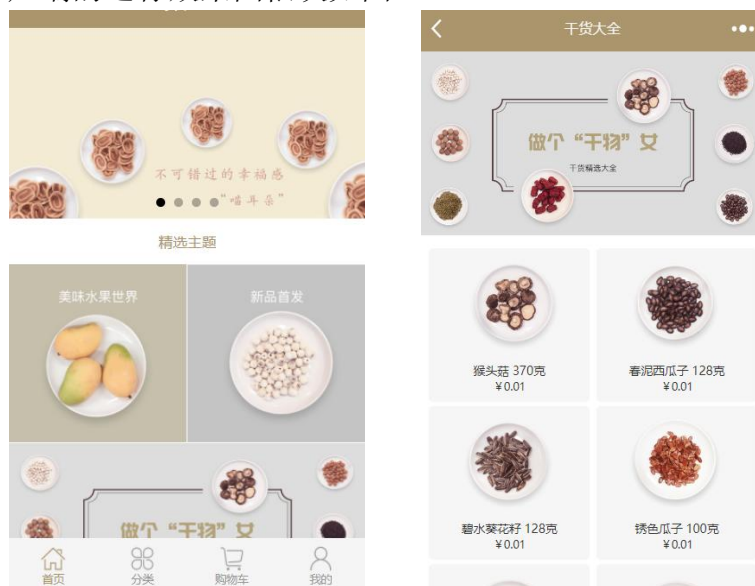 不可错过的幸福感
“喵耳朵”
精选主题
美味水果世界
新品首发
做个“干物”女
首页
分类
购物车
我的
干货大全
做个“干物”女
干货精选大全
猴头菇 370克
￥0.01
春泥西瓜子 128克
￥0.01
碧水葵花籽 128克
￥0.01
锈色瓜子 100克
￥0.01